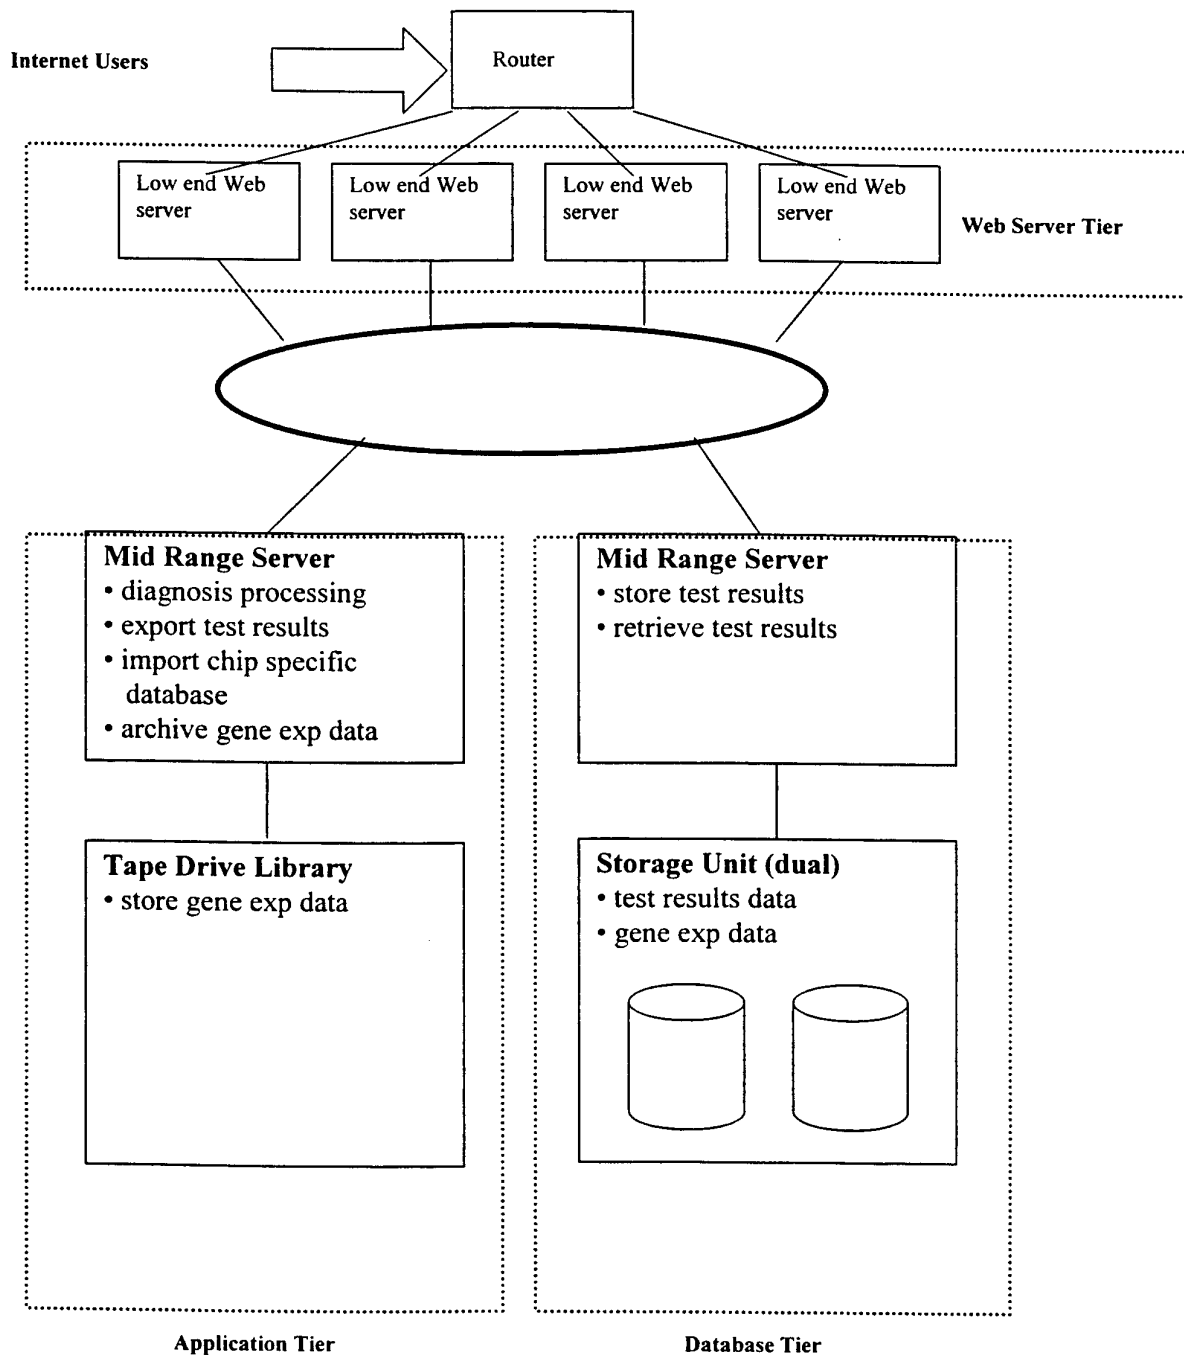 Internet Users
Router
Low end Web
server
Low end Web
server
Low end Web
server
Low end Web
server
Web Server Tier
Mid Range Server
• diagnosis processing
• export test results
• import chip specific
database
• archive gene exp data
Mid Range Server
• store test results
• retrieve test results
Tape Drive Library
• store gene exp data
Storage Unit (dual)
• test results data
• gene exp data
Application Tier
Database Tier